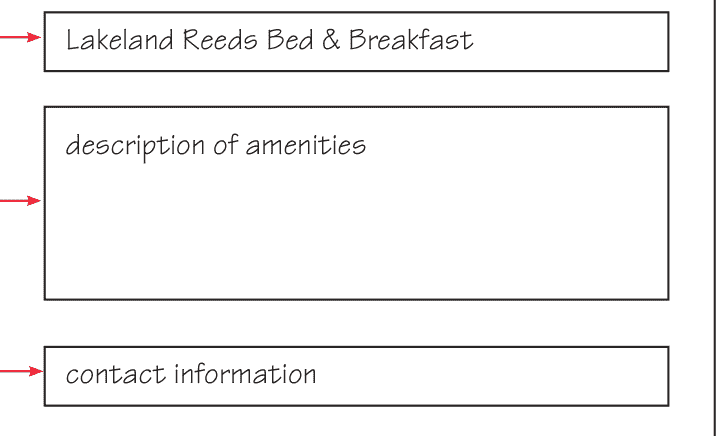 Lakeland Reeds Bed & Breakfast
description of amenities
contact information